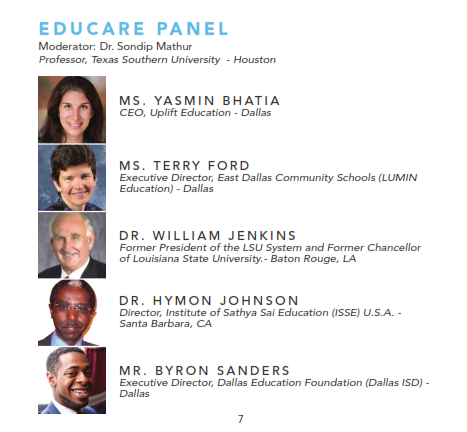 EDUCARE PANEL
Moderator: Dr. Sondip Mathur
Professor, Texas Southern University - Houston
MS. YASMIN BHATIA
CEO, Uplift Education - Dallas
MS. TERRY FORD
Executive Director, East Dallas Community Schools (LUMIN
Education) - Dallas
DR. WILLIAM JENKINS
Former President of the LSU System and Former Chancellor
of Louisiana State University.- Baton Rouge, LA
DR. HYMON JOHNSON
Director, Institute of Sathya Sai Education (ISSE) U.S.A. -
Santa Barbara, CA
MR. BYRON SANDERS
Executive Director, Dallas Education Foundation (Dallas ISD) -
Dallas
7